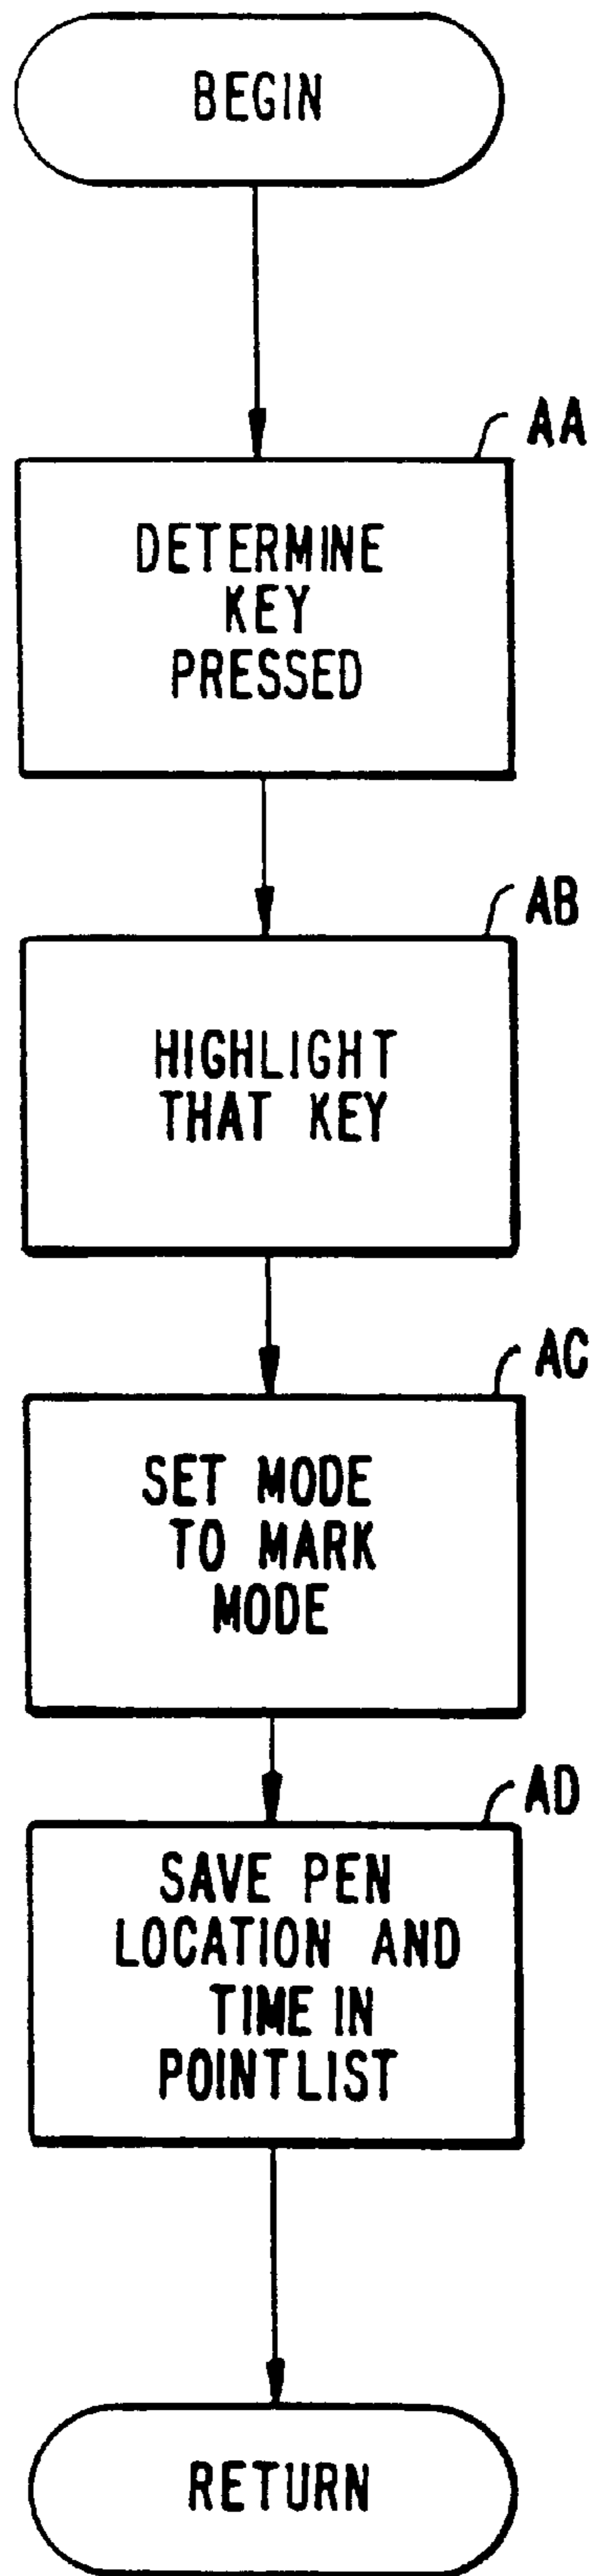 BEGIN
AA
DETERMINE
KEY
PRESSED
AB
HIGHLIGHT
THAT KEY
AC
SET MODE
TO MARK
MODE
AD
SAVE PEN
LOCATION AND
TIME IN
POINTLIST
RETURN